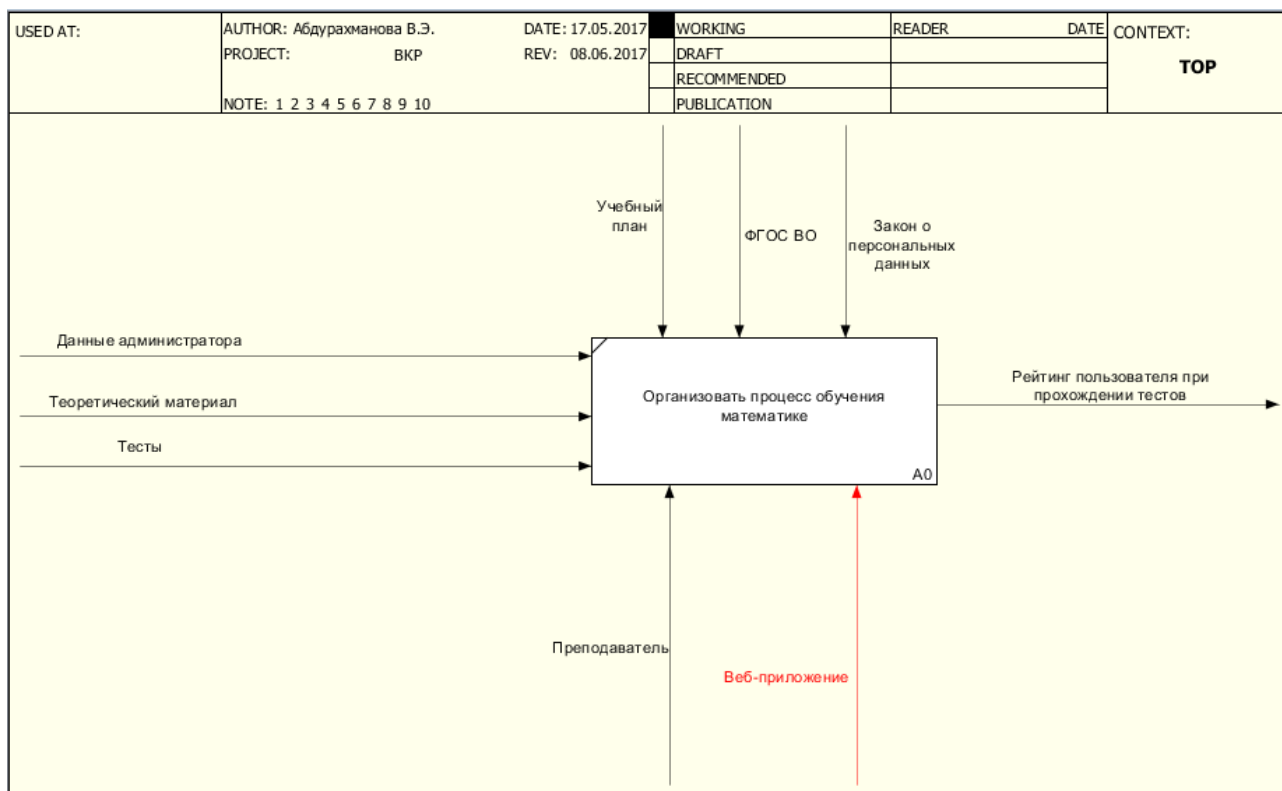 USED AT:
AUTHOR: Абдурахманова В.Э.
DATE: 17.05.2017
PROJECT: ВКР
REV: 08.06.2017
NOTE: 1 2 3 4 5 6 7 8 9 10
WORKING
DRAFT
RECOMMENDED
PUBLICATION
READER
DATE
CONTEXT:
TOP
Учебный
план
ФГОС ВО
Закон о
персональных
данных
Данные администратора
Теоретический материал
Тесты
Организовать процесс обучения
математике
A0
Рейтинг пользователя при
прохождении тестов
Преподаватель
Веб-приложение